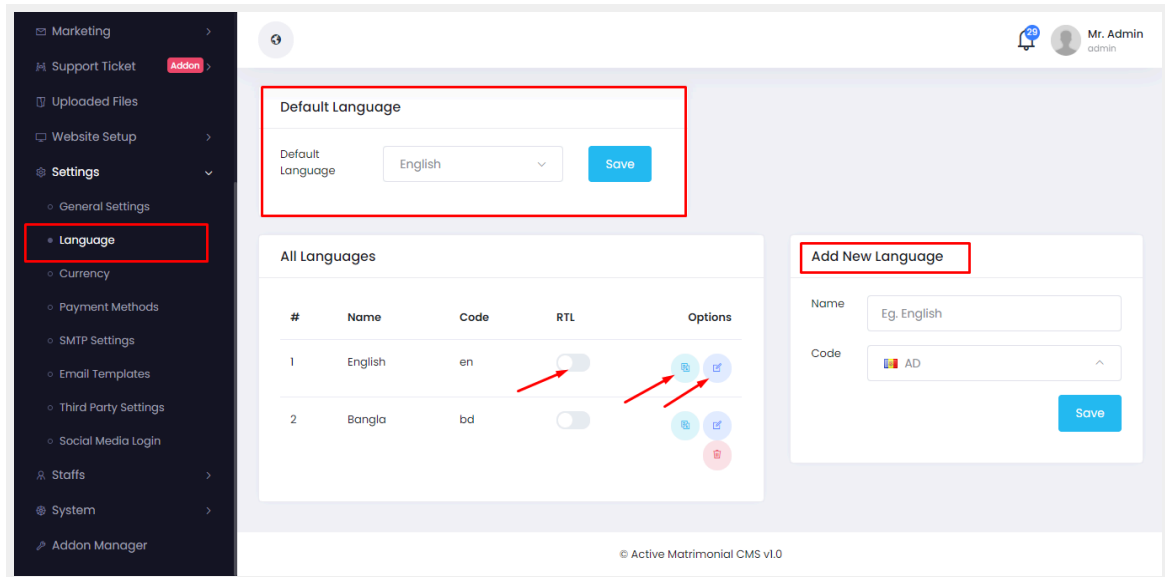 Marketing
Support Ticket Addon
Uploaded Files
Website Setup
Settings
General Settings
Language
Currency
Payment Methods
SMTP Settings
Email Templates
Third Party Settings
Social Media Login
Staffs
System
Addon Manager
29
Mr. Admin
admin
Default Language
Default
Language
English
Save
All Languages
# Name Code RTL Options
1 English en
2 Bangla bd
Add New Language
Name Eg. English
Code AD
Save
© Active Matrimonial CMS v1.0